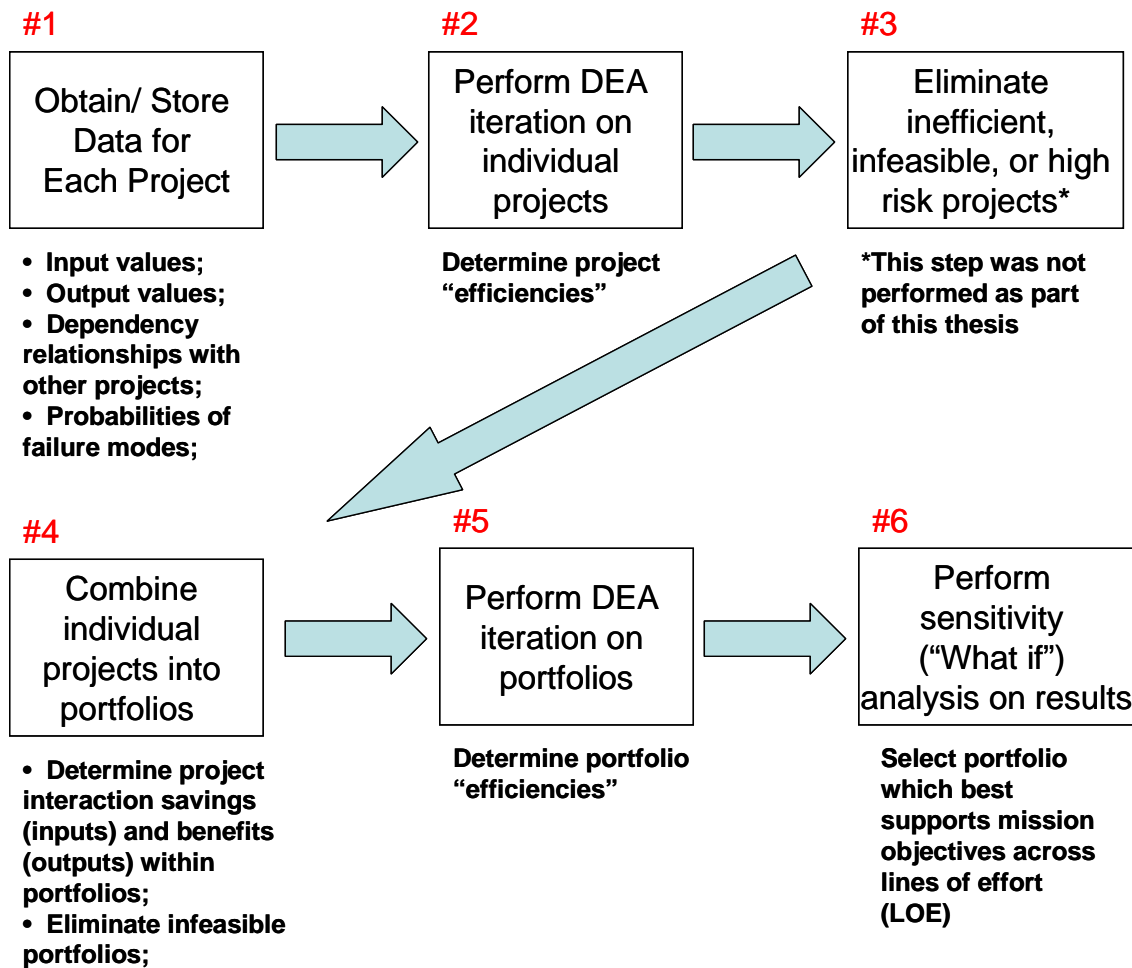 #1
Obtain/ Store
Data for
Each Project
• Input values;
• Output values;
• Dependency
relationships with
other projects;
• Probabilities of
failure modes;
#2
Perform DEA
iteration on
individual
projects
Determine project
“efficiencies”
#3
Eliminate
inefficient,
infeasible, or high
risk projects*
*This step was not
performed as part
of this thesis
#4
Combine
individual
projects into
portfolios
• Determine project
interaction savings
(inputs) and benefits
(outputs) within
portfolios;
• Eliminate infeasible
portfolios;
#5
Perform DEA
iteration on
portfolios
Determine portfolio
“efficiencies”
#6
Perform
sensitivity
(“What if”)
analysis on results
Select portfolio
which best
supports mission
objectives across
lines of effort
(LOE)